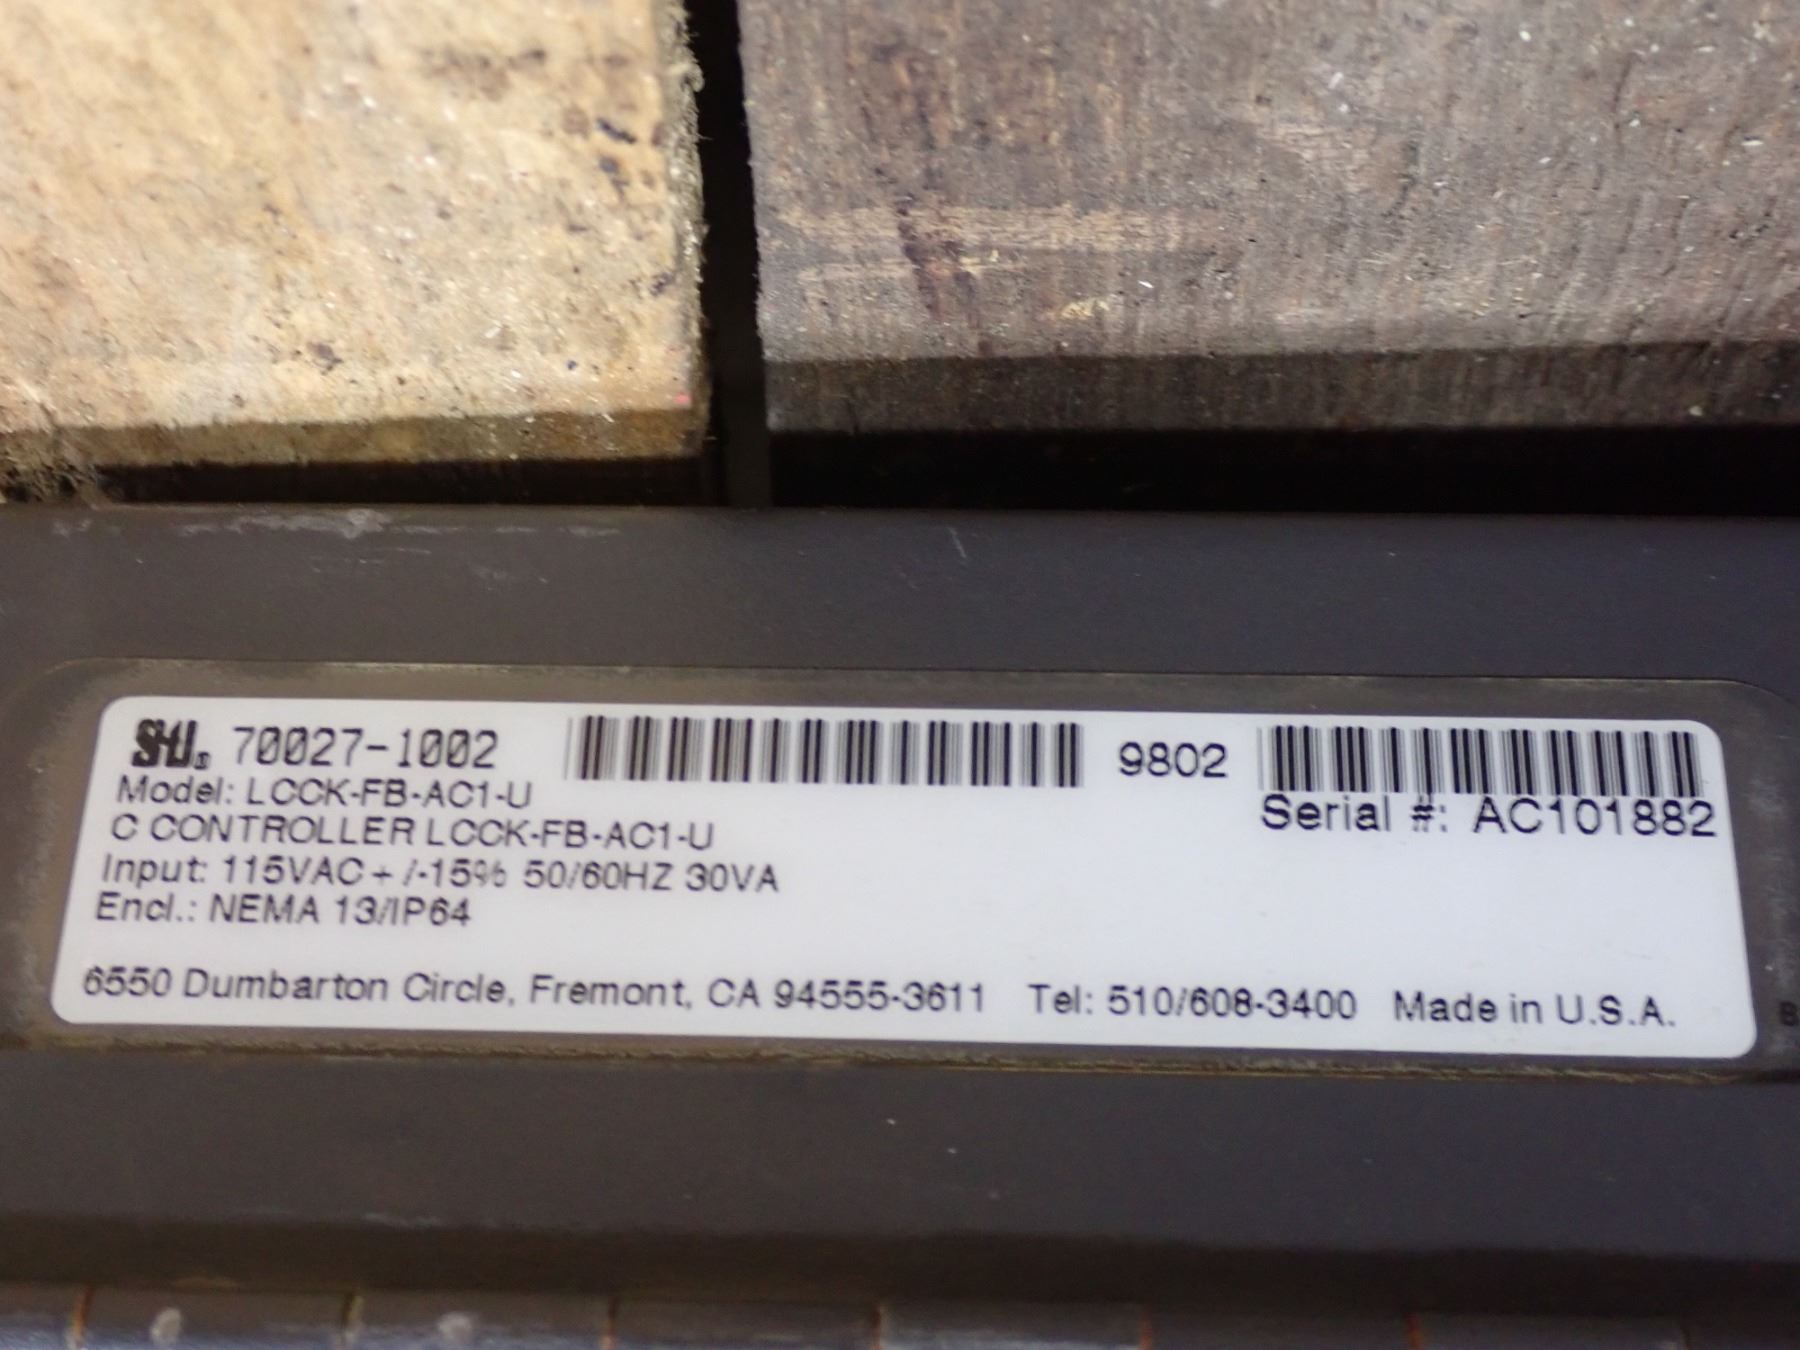 70027-1002 9802
Model: LCCK-FB-AC1-U Serial #: AC101882
C CONTROLLER LCCK-FB-AC1-U
Input: 115VAC + /-15% 50/60HZ 30VA
Encl.: NEMA 13/IP64
6550 Dumbarton Circle, Fremont, CA 94555-3611 Tel: 510/608-3400 Made in U.S.A.